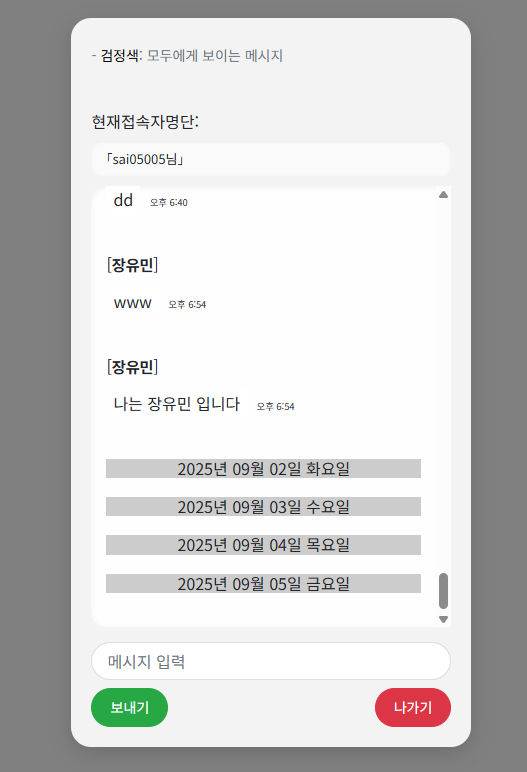 - 검정색: 모두에게 보이는 메시지
현재접속자명단:
「sai05005님」
dd 오후 6:40
[장유민]
www 오후 6:54
[장유민]
나는 장유민 입니다 오후 6:54
2025년 09월 02일 화요일
2025년 09월 03일 수요일
2025년 09월 04일 목요일
2025년 09월 05일 금요일
메시지 입력
보내기 나가기